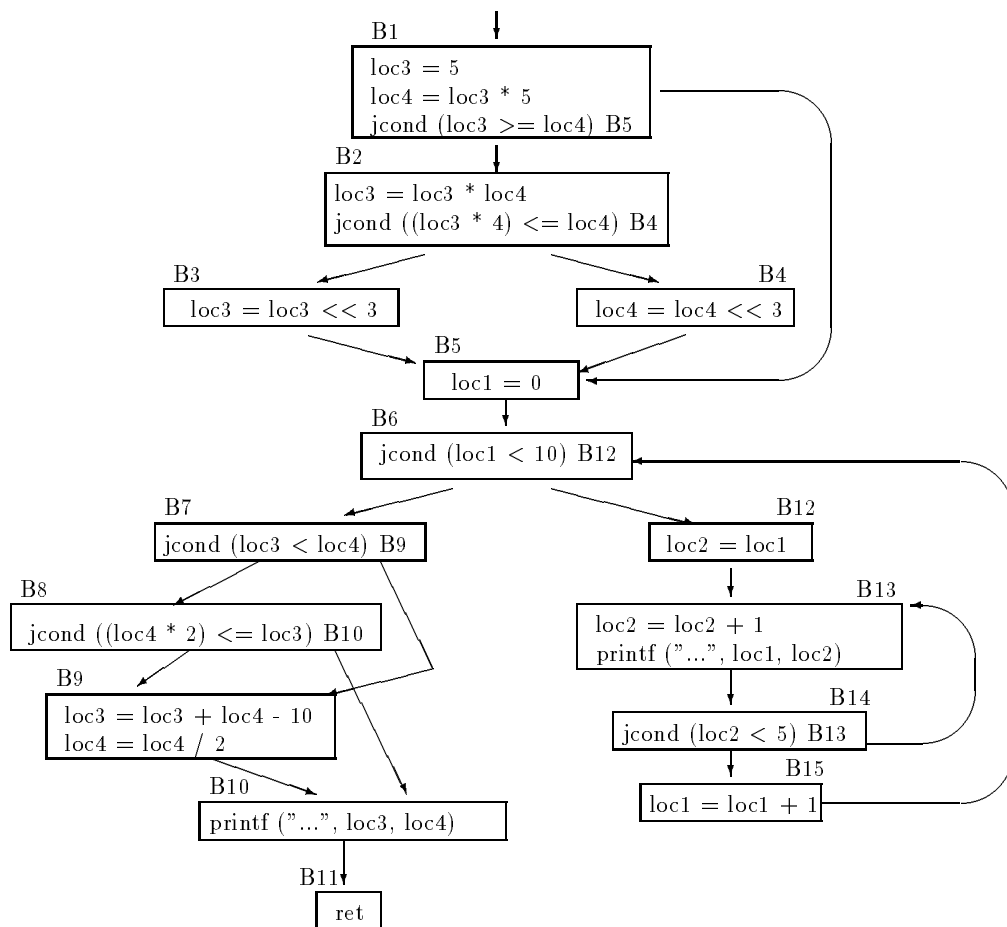 B1
loc3 = 5
loc4 = loc3 * 5
jcond (loc3 >= loc4) B5
B2
loc3 = loc3 * loc4
jcond ((loc3 * 4) <= loc4) B4
B3
loc3 = loc3 << 3
B4
loc4 = loc4 << 3
B5
loc1 = 0
B6
jcond (loc1 < 10) B12
B7
jcond (loc3 < loc4) B9
B8
jcond ((loc4 * 2) <= loc3) B10
B9
loc3 = loc3 + loc4 - 10
loc4 = loc4 / 2
B10
printf ("...", loc3, loc4)
B11
ret
B12
loc2 = loc1
B13
loc2 = loc2 + 1
printf ("...", loc1, loc2)
B14
jcond (loc2 < 5) B13
B15
loc1 = loc1 + 1